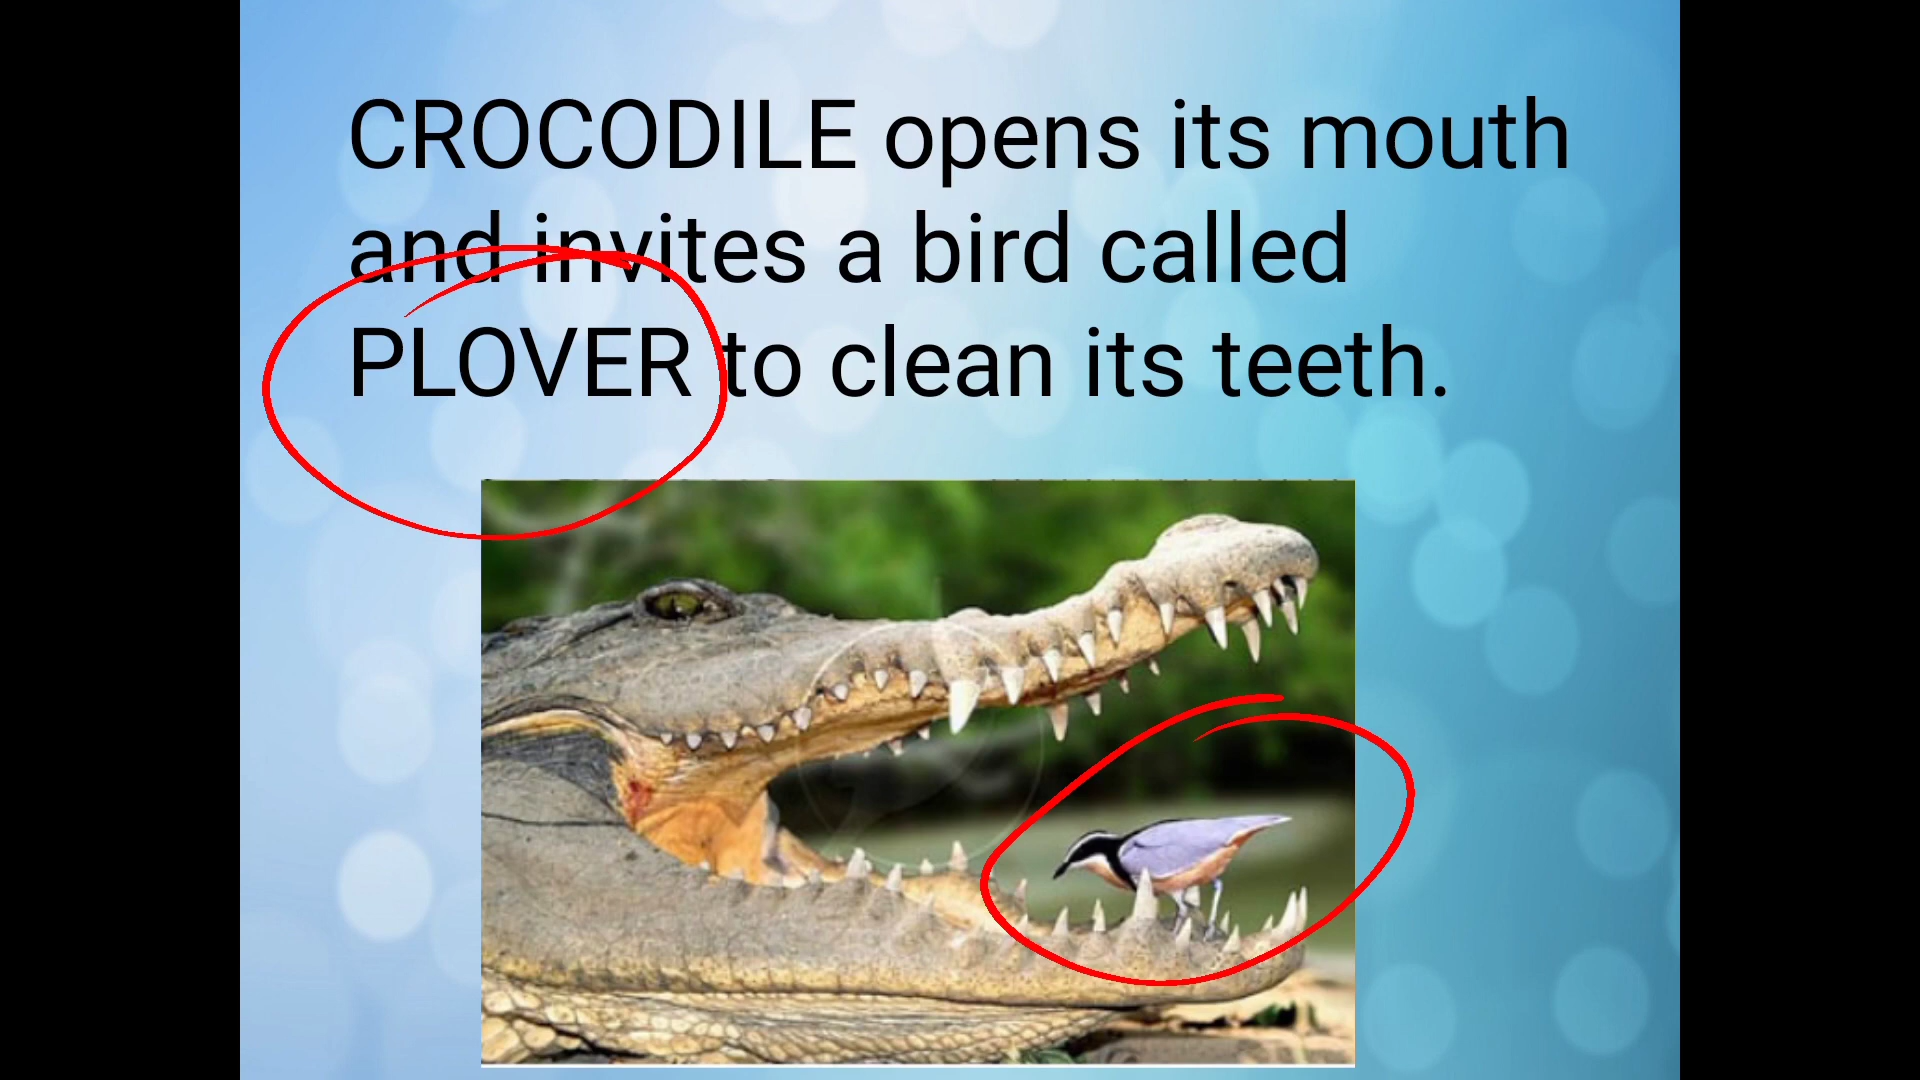 CROCODILE opens its mouth
and invites a bird called
PLOVER to clean its teeth.